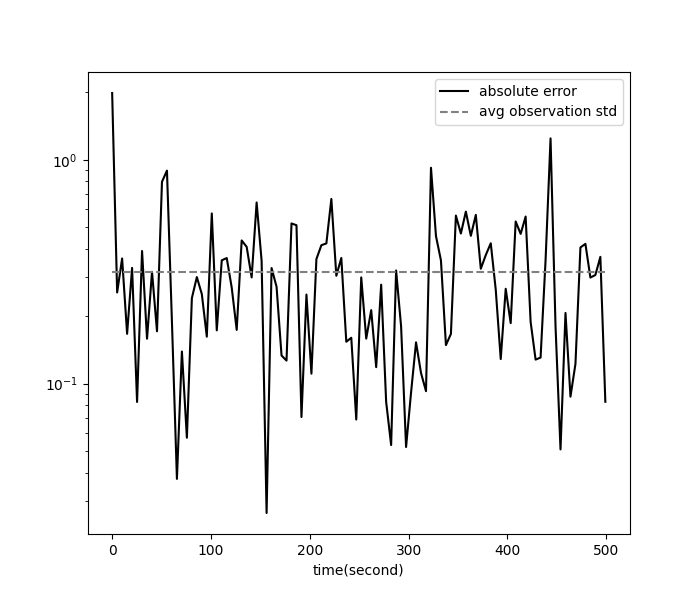 absolute error
avg observation std
10⁰
10⁻¹
0 100 200 300 400 500
time(second)